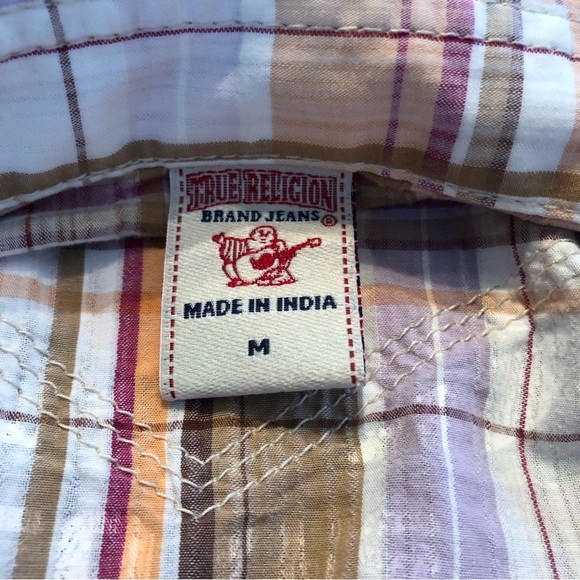 TRUE RELIGION
BRAND JEANS®
MADE IN INDIA
M